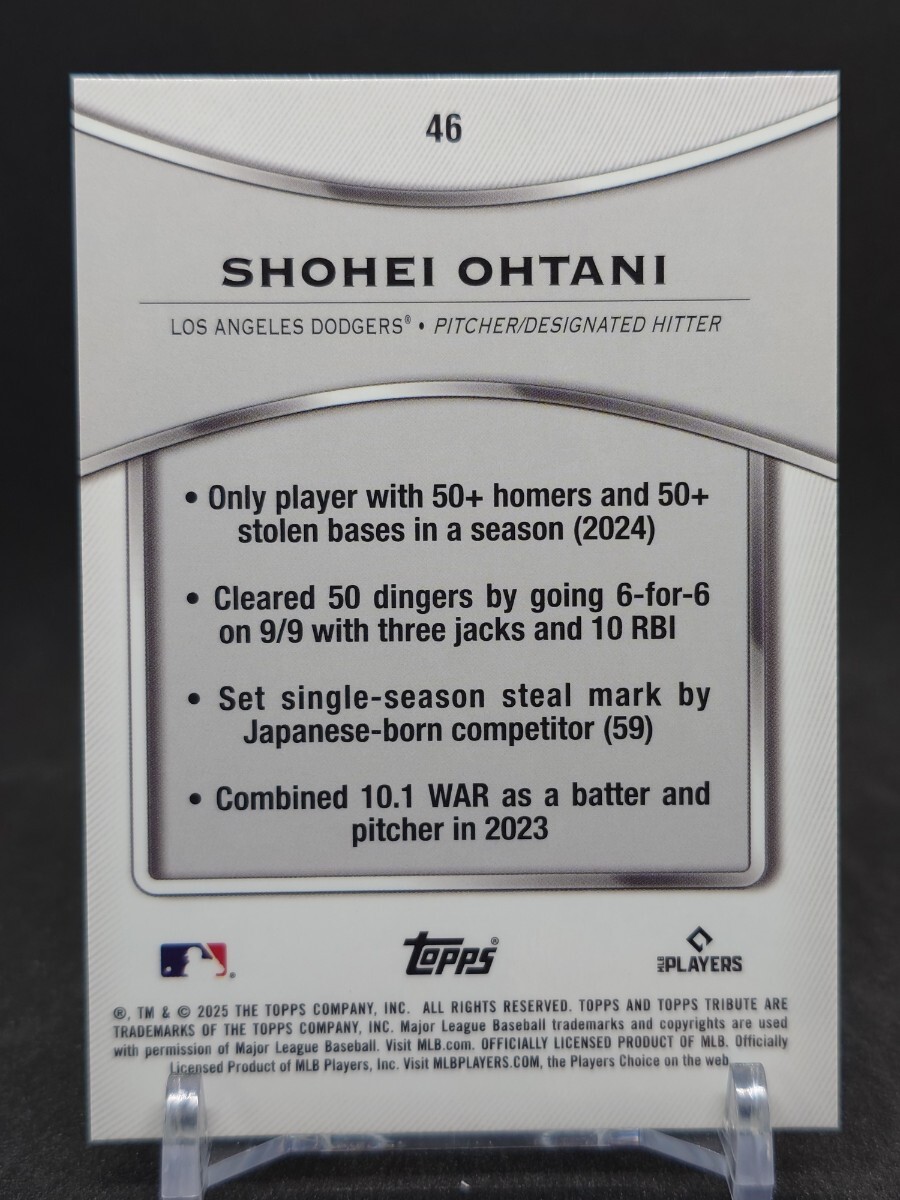 46
SHOHEI OHTANI
LOS ANGELES DODGERS® • PITCHER/DESIGNATED HITTER
• Only player with 50+ homers and 50+
stolen bases in a season (2024)
• Cleared 50 dingers by going 6-for-6
on 9/9 with three jacks and 10 RBI
• Set single-season steal mark by
Japanese-born competitor (59)
• Combined 10.1 WAR as a batter and
pitcher in 2023
® topps® MLB PLAYERS
®, TM & © 2025 THE TOPPS COMPANY, INC. ALL RIGHTS RESERVED. TOPPS AND TOPPS TRIBUTE ARE
TRADEMARKS OF THE TOPPS COMPANY, INC. Major League Baseball trademarks and copyrights are used
with permission of Major League Baseball. Visit MLB.com. OFFICIALLY LICENSED PRODUCT OF MLB. Officially
Licensed Product of MLB Players, Inc. Visit MLBPLAYERS.COM, the Players Choice on the web.